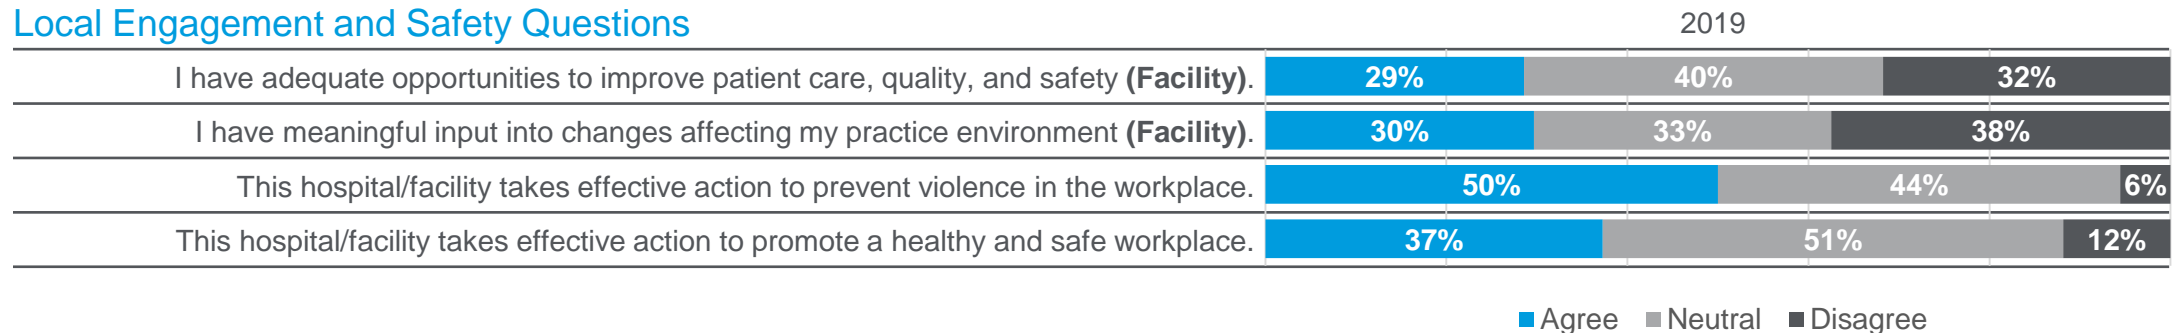 Local Engagement and Safety Questions 2019
I have adequate opportunities to improve patient care, quality, and safety (Facility). 29% 40% 32%
I have meaningful input into changes affecting my practice environment (Facility). 30% 33% 38%
This hospital/facility takes effective action to prevent violence in the workplace. 50% 44% 6%
This hospital/facility takes effective action to promote a healthy and safe workplace. 37% 51% 12%
Agree Neutral Disagree